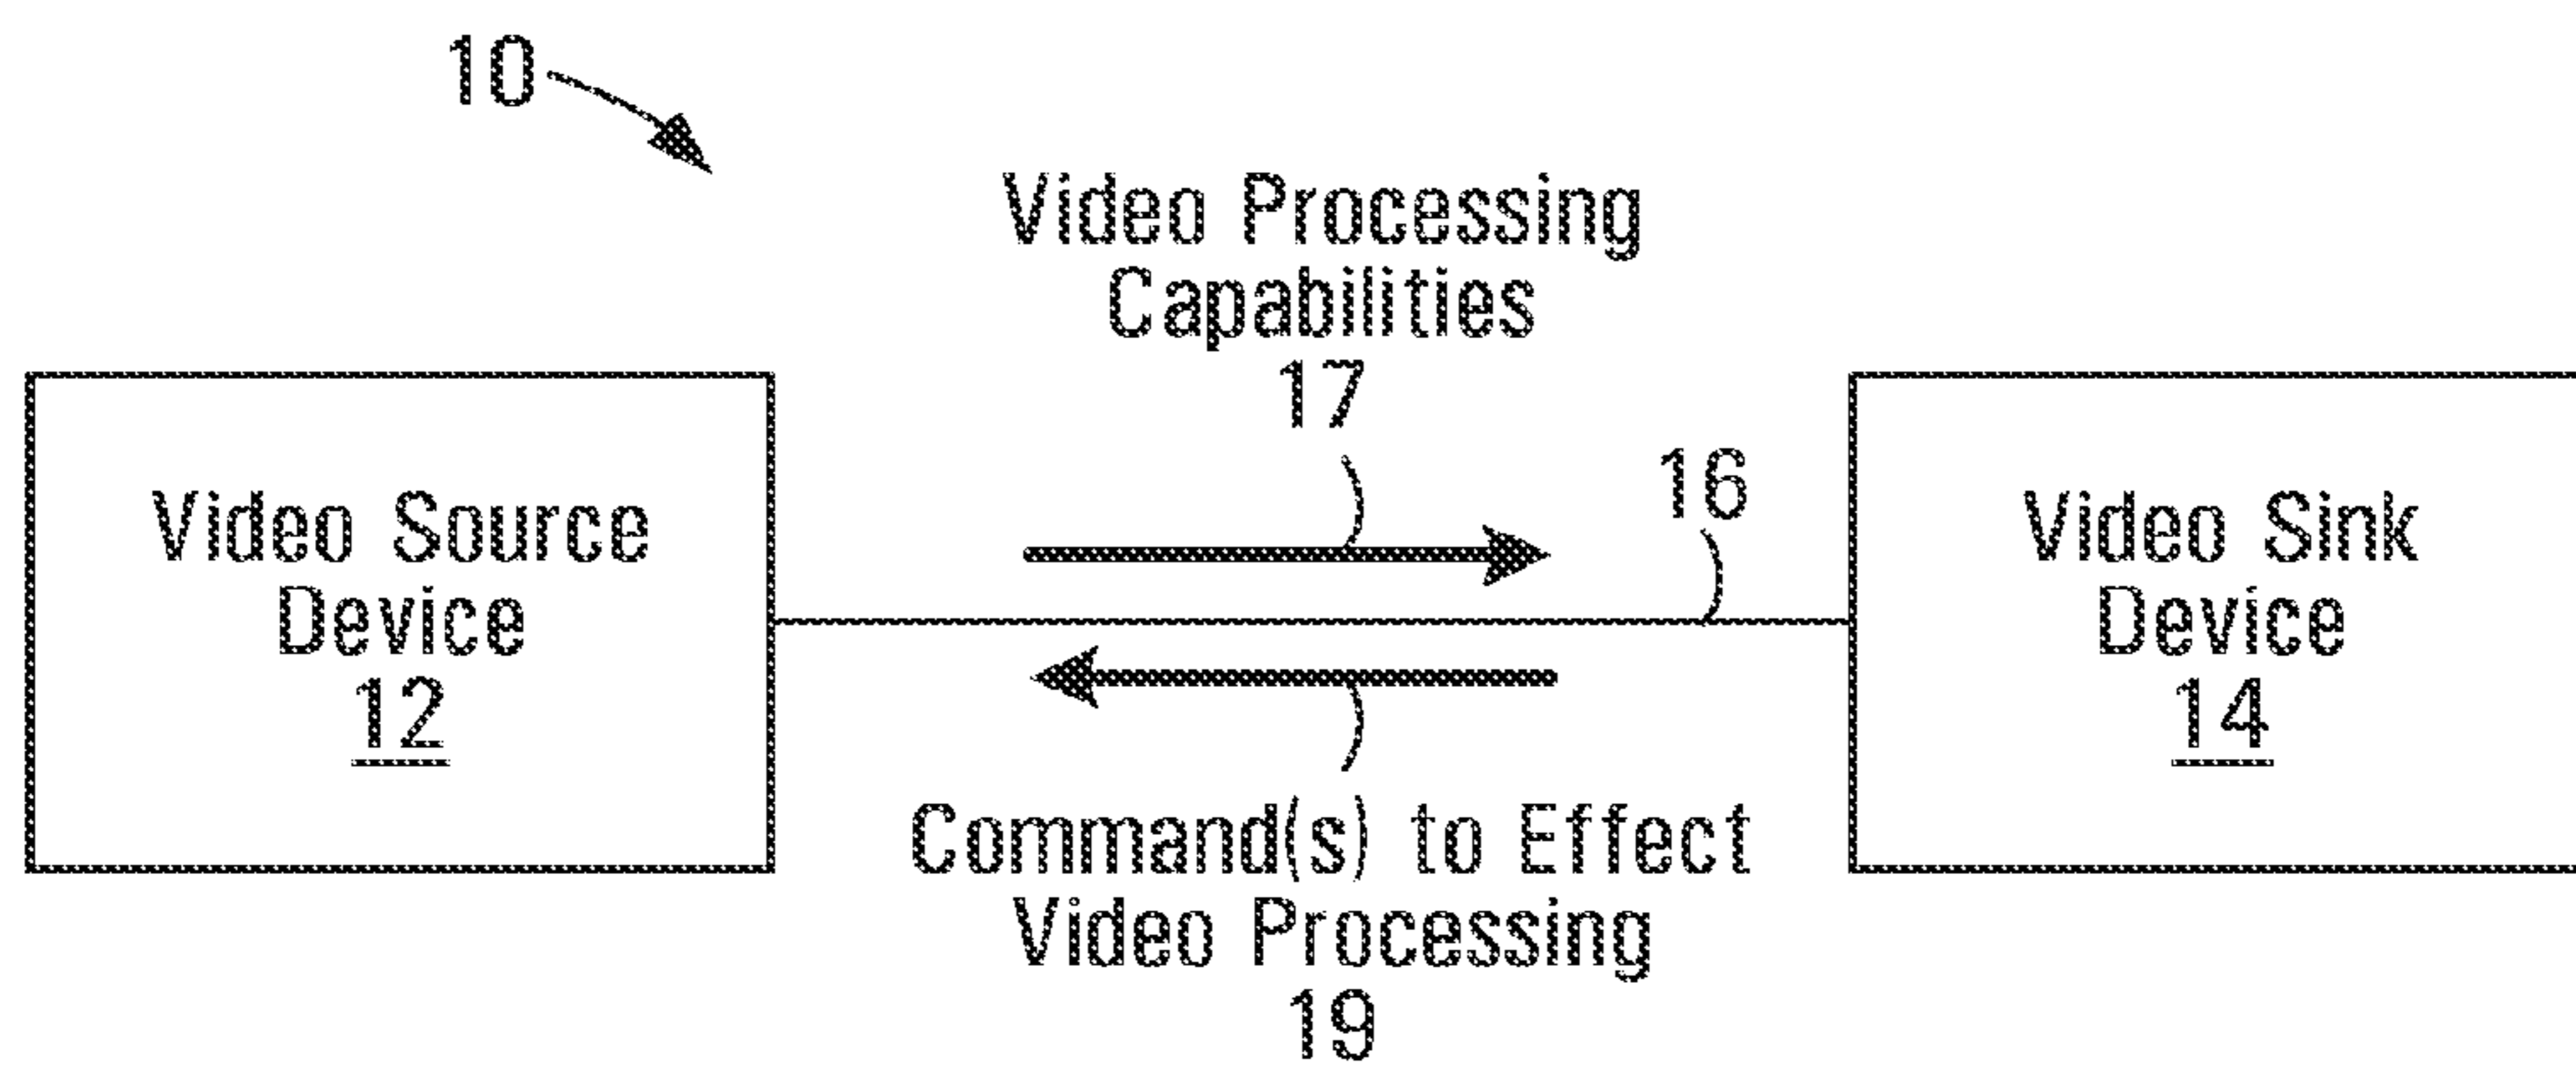 10
Video Processing
Capabilities
17
16
Video Source
Device
12
Video Sink
Device
14
Command(s) to Effect
Video Processing
19